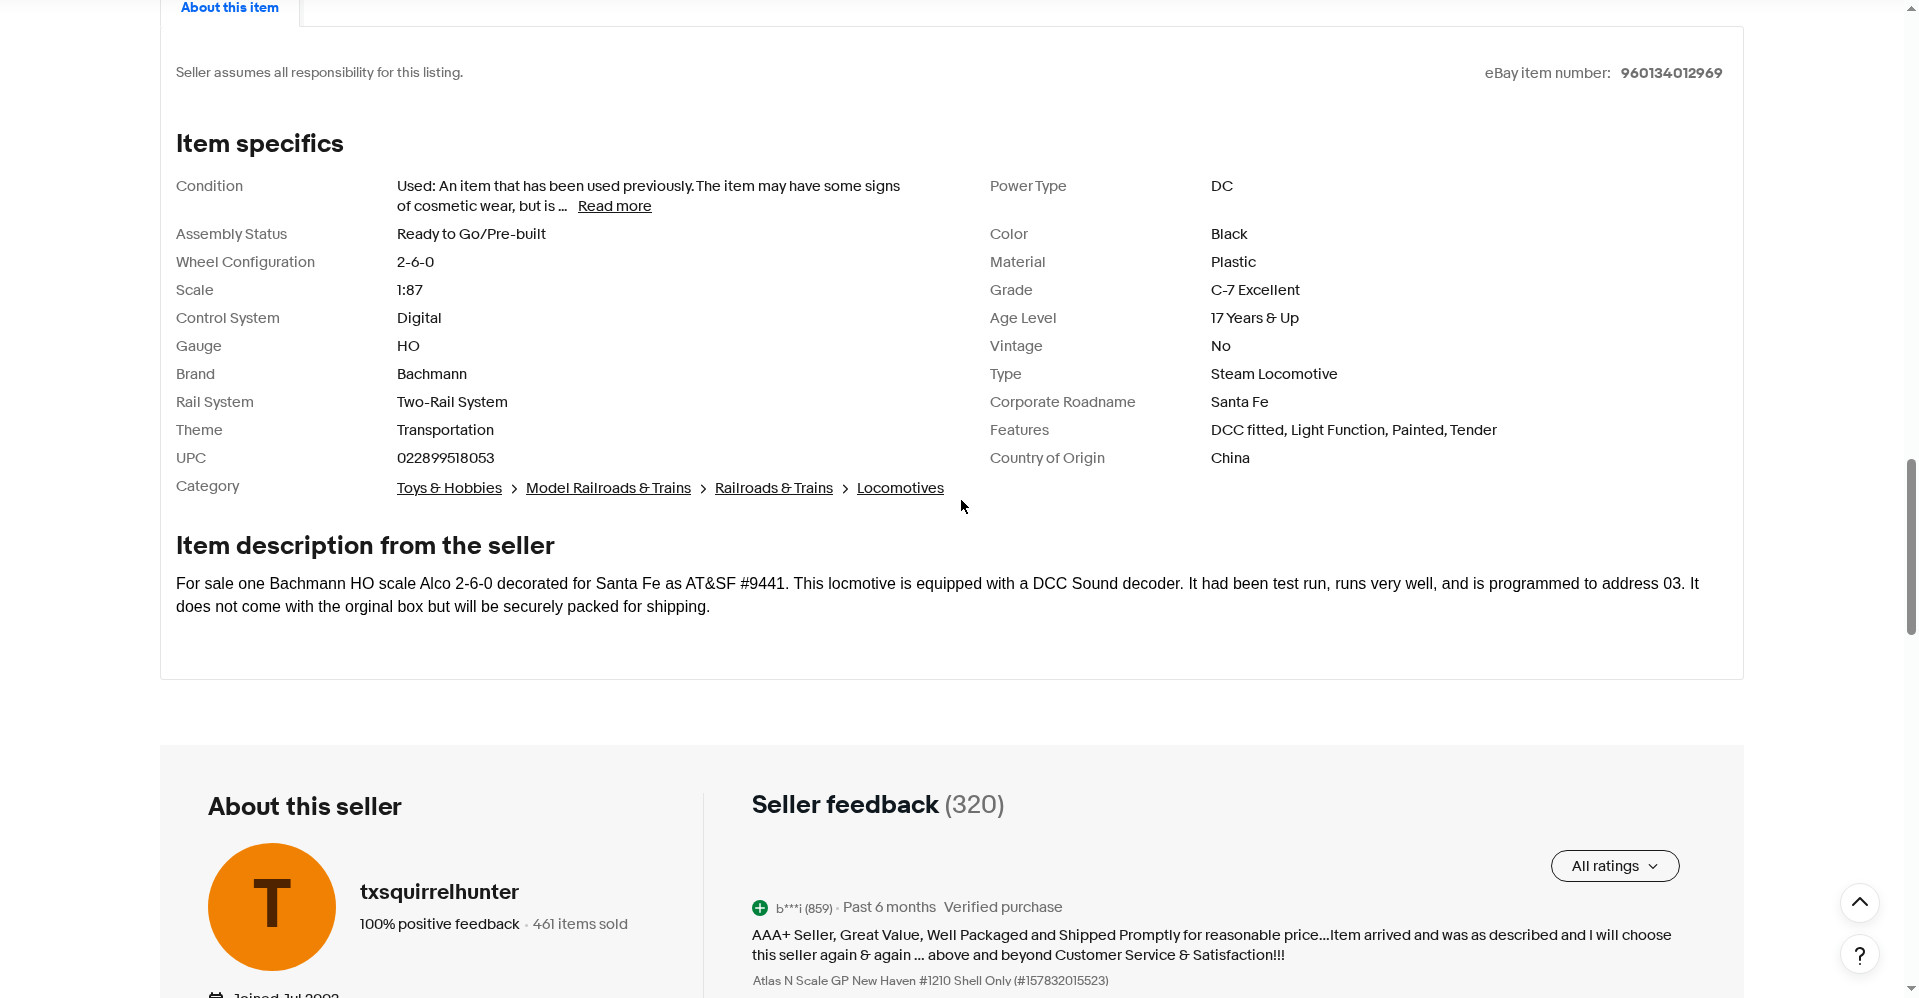 About this item
Seller assumes all responsibility for this listing.
eBay item number: 960134012969
Item specifics
Condition
Used: An item that has been used previously. The item may have some signs
of cosmetic wear, but is ... Read more
Power Type
DC
Assembly Status
Ready to Go/Pre-built
Color
Black
Wheel Configuration
2-6-0
Material
Plastic
Scale
1:87
Grade
C-7 Excellent
Control System
Digital
Age Level
17 Years & Up
Gauge
HO
Vintage
No
Brand
Bachmann
Type
Steam Locomotive
Rail System
Two-Rail System
Corporate Roadname
Santa Fe
Theme
Transportation
Features
DCC fitted, Light Function, Painted, Tender
UPC
022899518053
Country of Origin
China
Category
Toys & Hobbies > Model Railroads & Trains > Railroads & Trains > Locomotives
Item description from the seller
For sale one Bachmann HO scale Alco 2-6-0 decorated for Santa Fe as AT&SF #9441. This locmotive is equipped with a DCC Sound decoder. It had been test run, runs very well, and is programmed to address 03. It
does not come with the orginal box but will be securely packed for shipping.
About this seller
T
txsquirrelhunter
100% positive feedback · 461 items sold
Joined Jul 2002
Seller feedback (320)
All ratings
b***i (859) · Past 6 months Verified purchase
AAA+ Seller, Great Value, Well Packaged and Shipped Promptly for reasonable price...Item arrived and was as described and I will choose
this seller again & again ... above and beyond Customer Service & Satisfaction!!!
Atlas N Scale GP New Haven #1210 Shell Only (#157832015523)
?